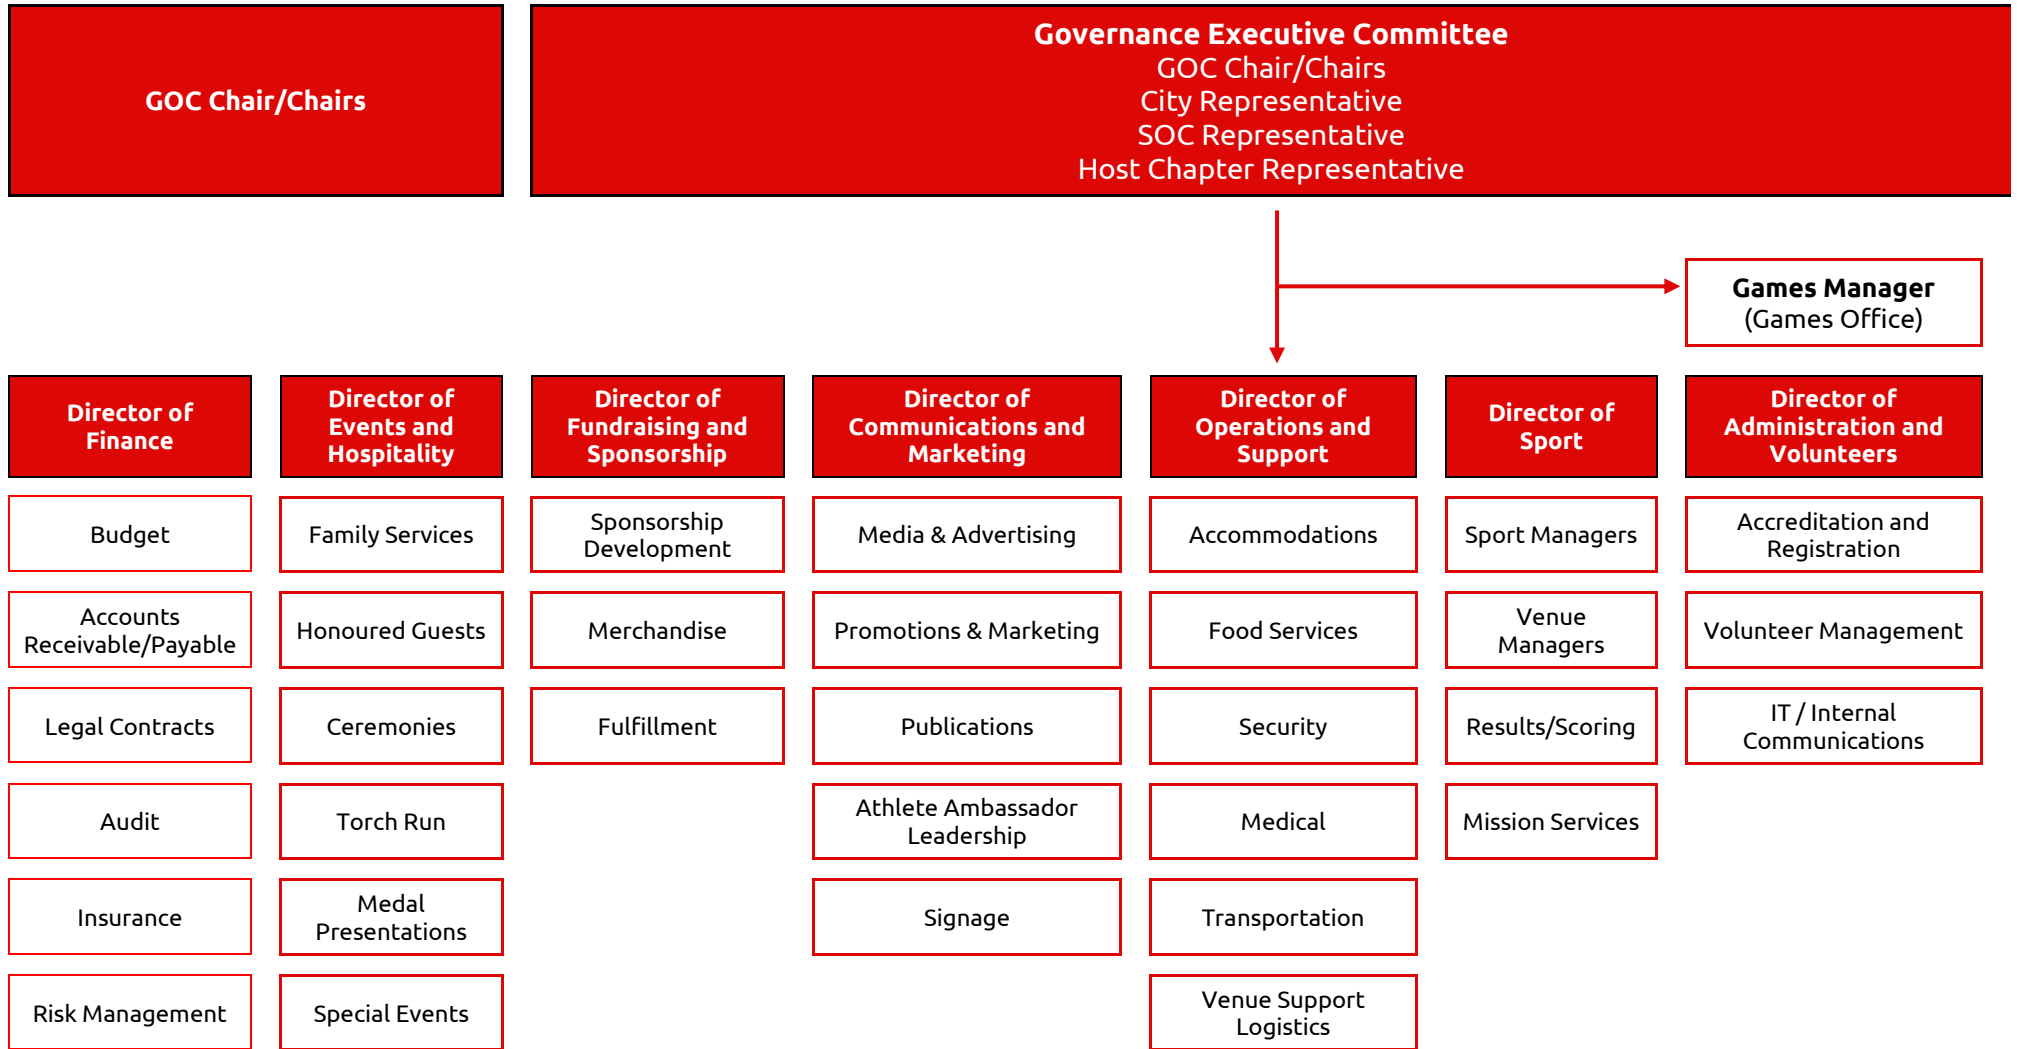 GOC Chair/Chairs
Governance Executive Committee
GOC Chair/Chairs
City Representative
SOC Representative
Host Chapter Representative
Games Manager
(Games Office)
Director of
Finance
Budget
Accounts
Receivable/Payable
Legal Contracts
Audit
Insurance
Risk Management
Director of
Events and
Hospitality
Family Services
Honoured Guests
Ceremonies
Torch Run
Medal
Presentations
Special Events
Director of
Fundraising and
Sponsorship
Sponsorship
Development
Merchandise
Fulfillment
Director of
Communications and
Marketing
Media & Advertising
Promotions & Marketing
Publications
Athlete Ambassador
Leadership
Signage
Director of
Operations and
Support
Accommodations
Food Services
Security
Medical
Transportation
Venue Support
Logistics
Director of
Sport
Sport Managers
Venue
Managers
Results/Scoring
Mission Services
Director of
Administration and
Volunteers
Accreditation and
Registration
Volunteer Management
IT / Internal
Communications